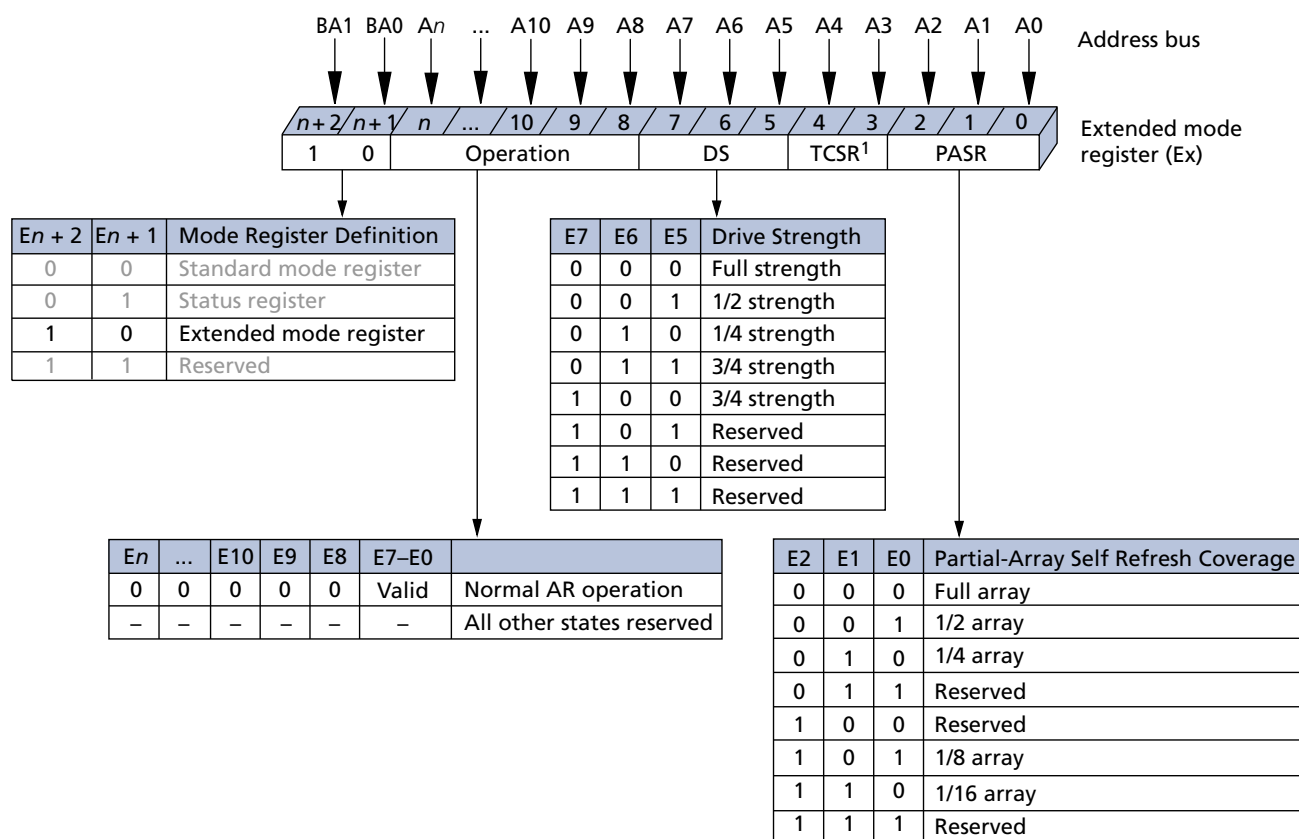 BA1 BA0 An ... A10 A9 A8 A7 A6 A5 A4 A3 A2 A1 A0
Address bus
n + 2 n + 1 n ... 10 9 8 7 6 5 4 3 2 1 0
Extended mode
register (Ex)
1 0 Operation DS TCSR1 PASR
En + 2 En + 1 Mode Register Definition
0 0 Standard mode register
0 1 Status register
1 0 Extended mode register
1 1 Reserved
E7 E6 E5 Drive Strength
0 0 0 Full strength
0 0 1 1/2 strength
0 1 0 1/4 strength
0 1 1 3/4 strength
1 0 0 3/4 strength
1 0 1 Reserved
1 1 0 Reserved
1 1 1 Reserved
En ... E10 E9 E8 E7–E0
0 0 0 0 0 Valid Normal AR operation
– – – – – – All other states reserved
E2 E1 E0 Partial-Array Self Refresh Coverage
0 0 0 Full array
0 0 1 1/2 array
0 1 0 1/4 array
0 1 1 Reserved
1 0 0 Reserved
1 0 1 1/8 array
1 1 0 1/16 array
1 1 1 Reserved